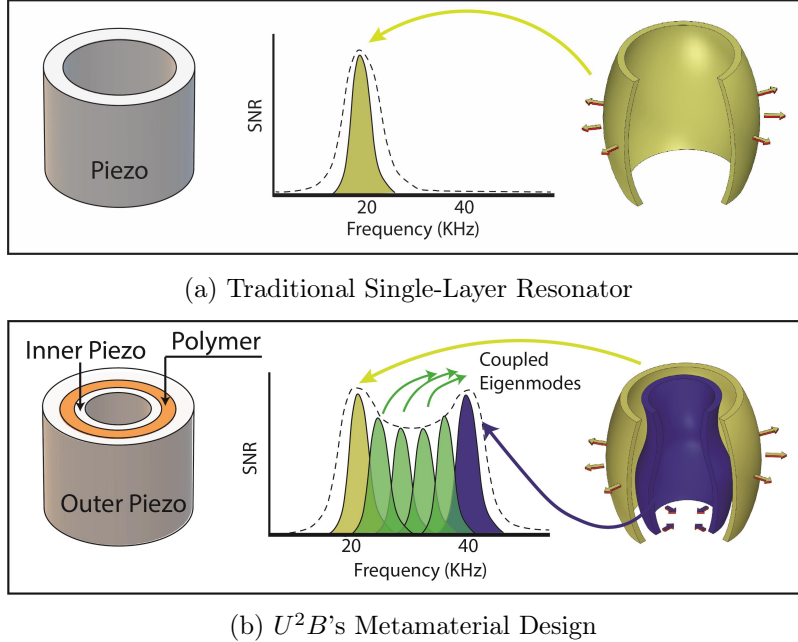 Piezo
SNR
20
40
Frequency (KHz)
(a) Traditional Single-Layer Resonator
Inner Piezo
Polymer
Outer Piezo
SNR
Coupled
Eigenmodes
20
40
Frequency (KHz)
(b) U²B's Metamaterial Design